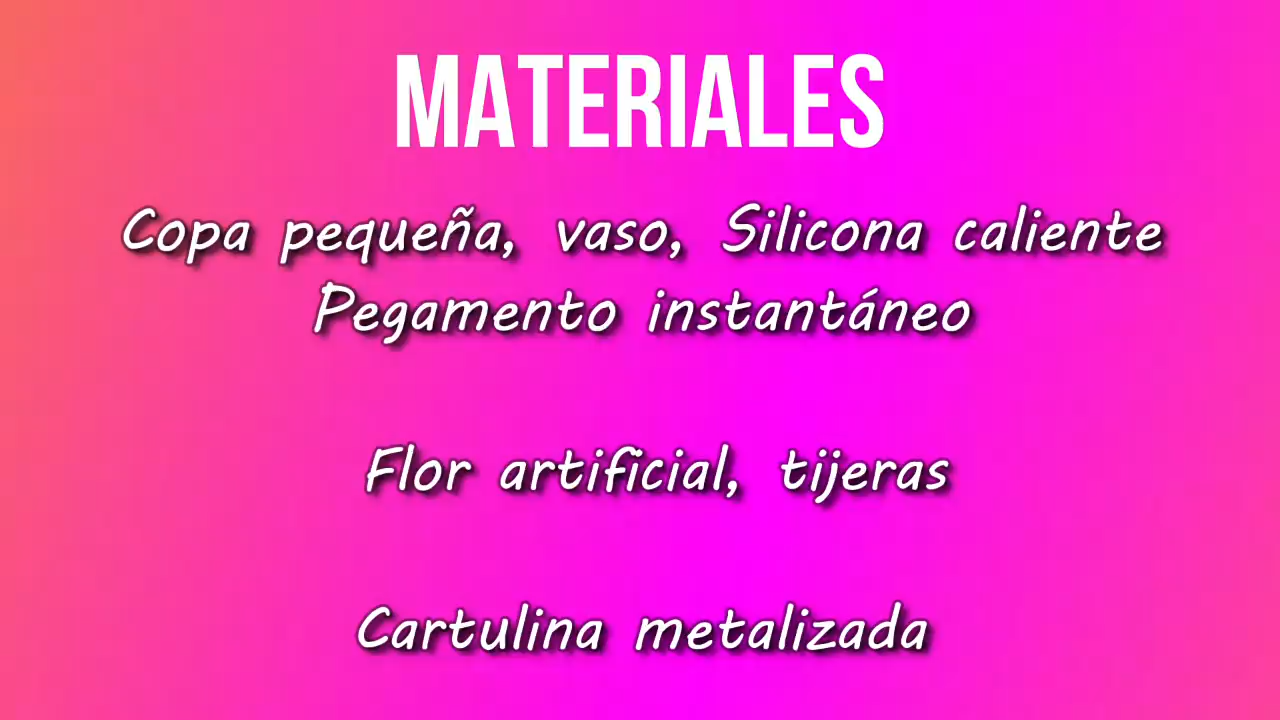 MATERIALES
Copa pequeña, vaso, Silicona caliente
Pegamento instantáneo
Flor artificial, tijeras
Cartulina metalizada